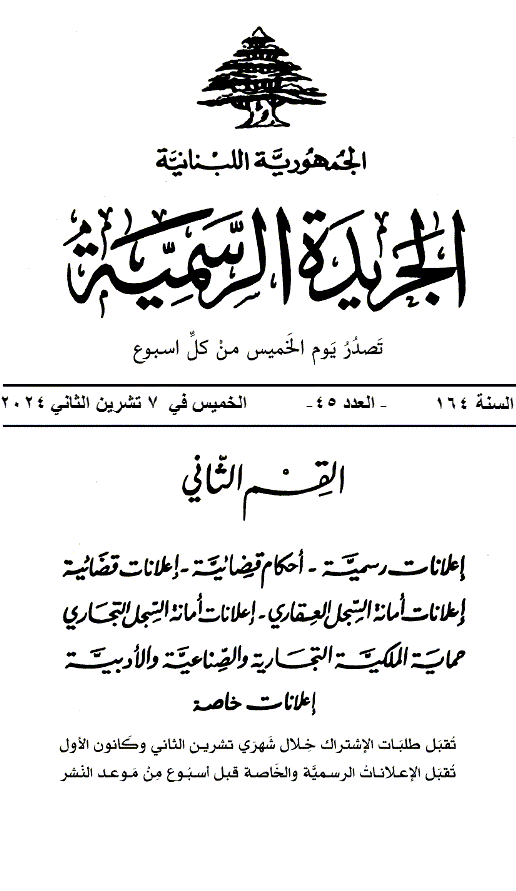 الجمهورية اللبنانية
الجريدة الرسمية
تصدر يوم الخميس من كل اسبوع
السنة ١٦٤ - العدد ٤٥- الخميس في ٧ تشرين الثاني ٢٠٢٤
القسم الثاني
إعلانات رسمية - أحكام قضائية - إعلانات قضائية
إعلانات أمانة السجل العقاري - إعلانات أمانة السجل التجاري
حماية الملكية التجارية والصناعية والأدبية
إعلانات خاصة
تقبل طلبات الإشتراك خلال شهري تشرين الثاني وكانون الأول
تقبل الإعلانات الرسمية والخاصة قبل أسبوع من موعد النشر